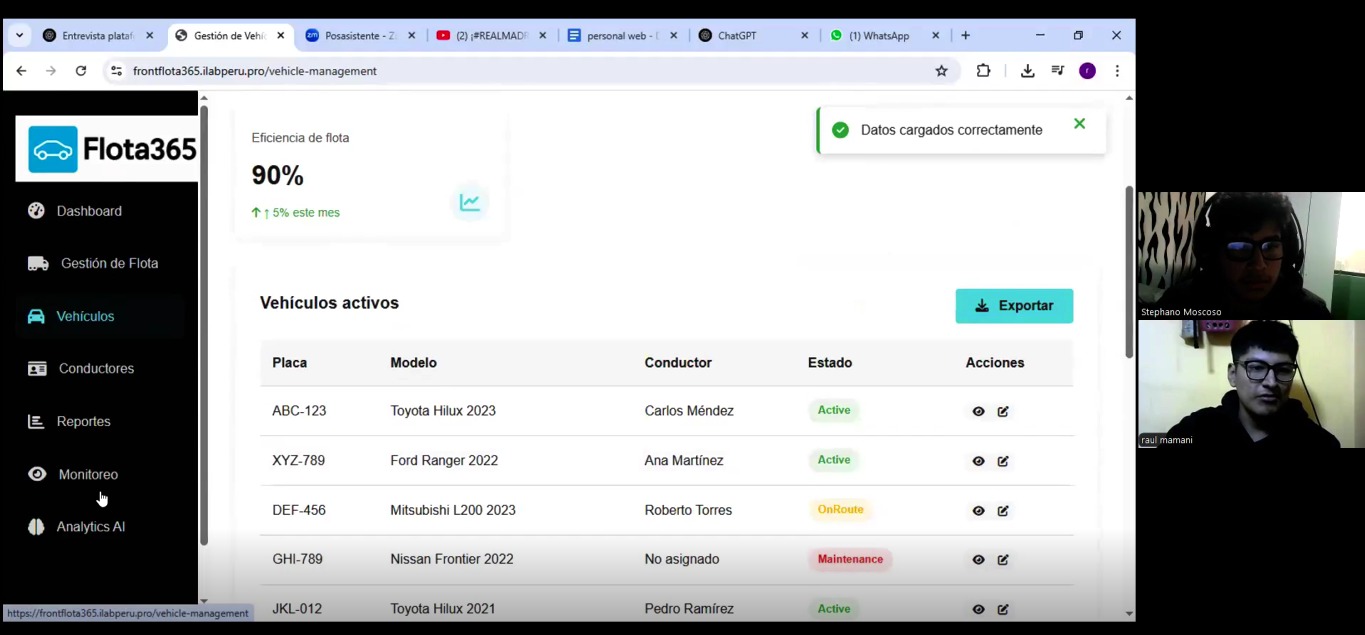 Entrevista plataf
Gestión de Vehíc
Posasistente - Z
(2) ¡#REALMADR
personal web - D
ChatGPT
(1) WhatsApp
frontflota365.ilabperu.pro/vehicle-management
r
Flota365
Dashboard
Gestión de Flota
Vehículos
Conductores
Reportes
Monitoreo
Analytics AI
Eficiencia de flota
90%
↑ ↑ 5% este mes
Datos cargados correctamente
Vehículos activos
Exportar
Placa Modelo Conductor Estado Acciones
ABC-123 Toyota Hilux 2023 Carlos Méndez Active
XYZ-789 Ford Ranger 2022 Ana Martínez Active
DEF-456 Mitsubishi L200 2023 Roberto Torres OnRoute
GHI-789 Nissan Frontier 2022 No asignado Maintenance
JKL-012 Toyota Hilux 2021 Pedro Ramírez Active
https://frontflota365.ilabperu.pro/vehicle-management
Stephano Moscoso
raul mamani